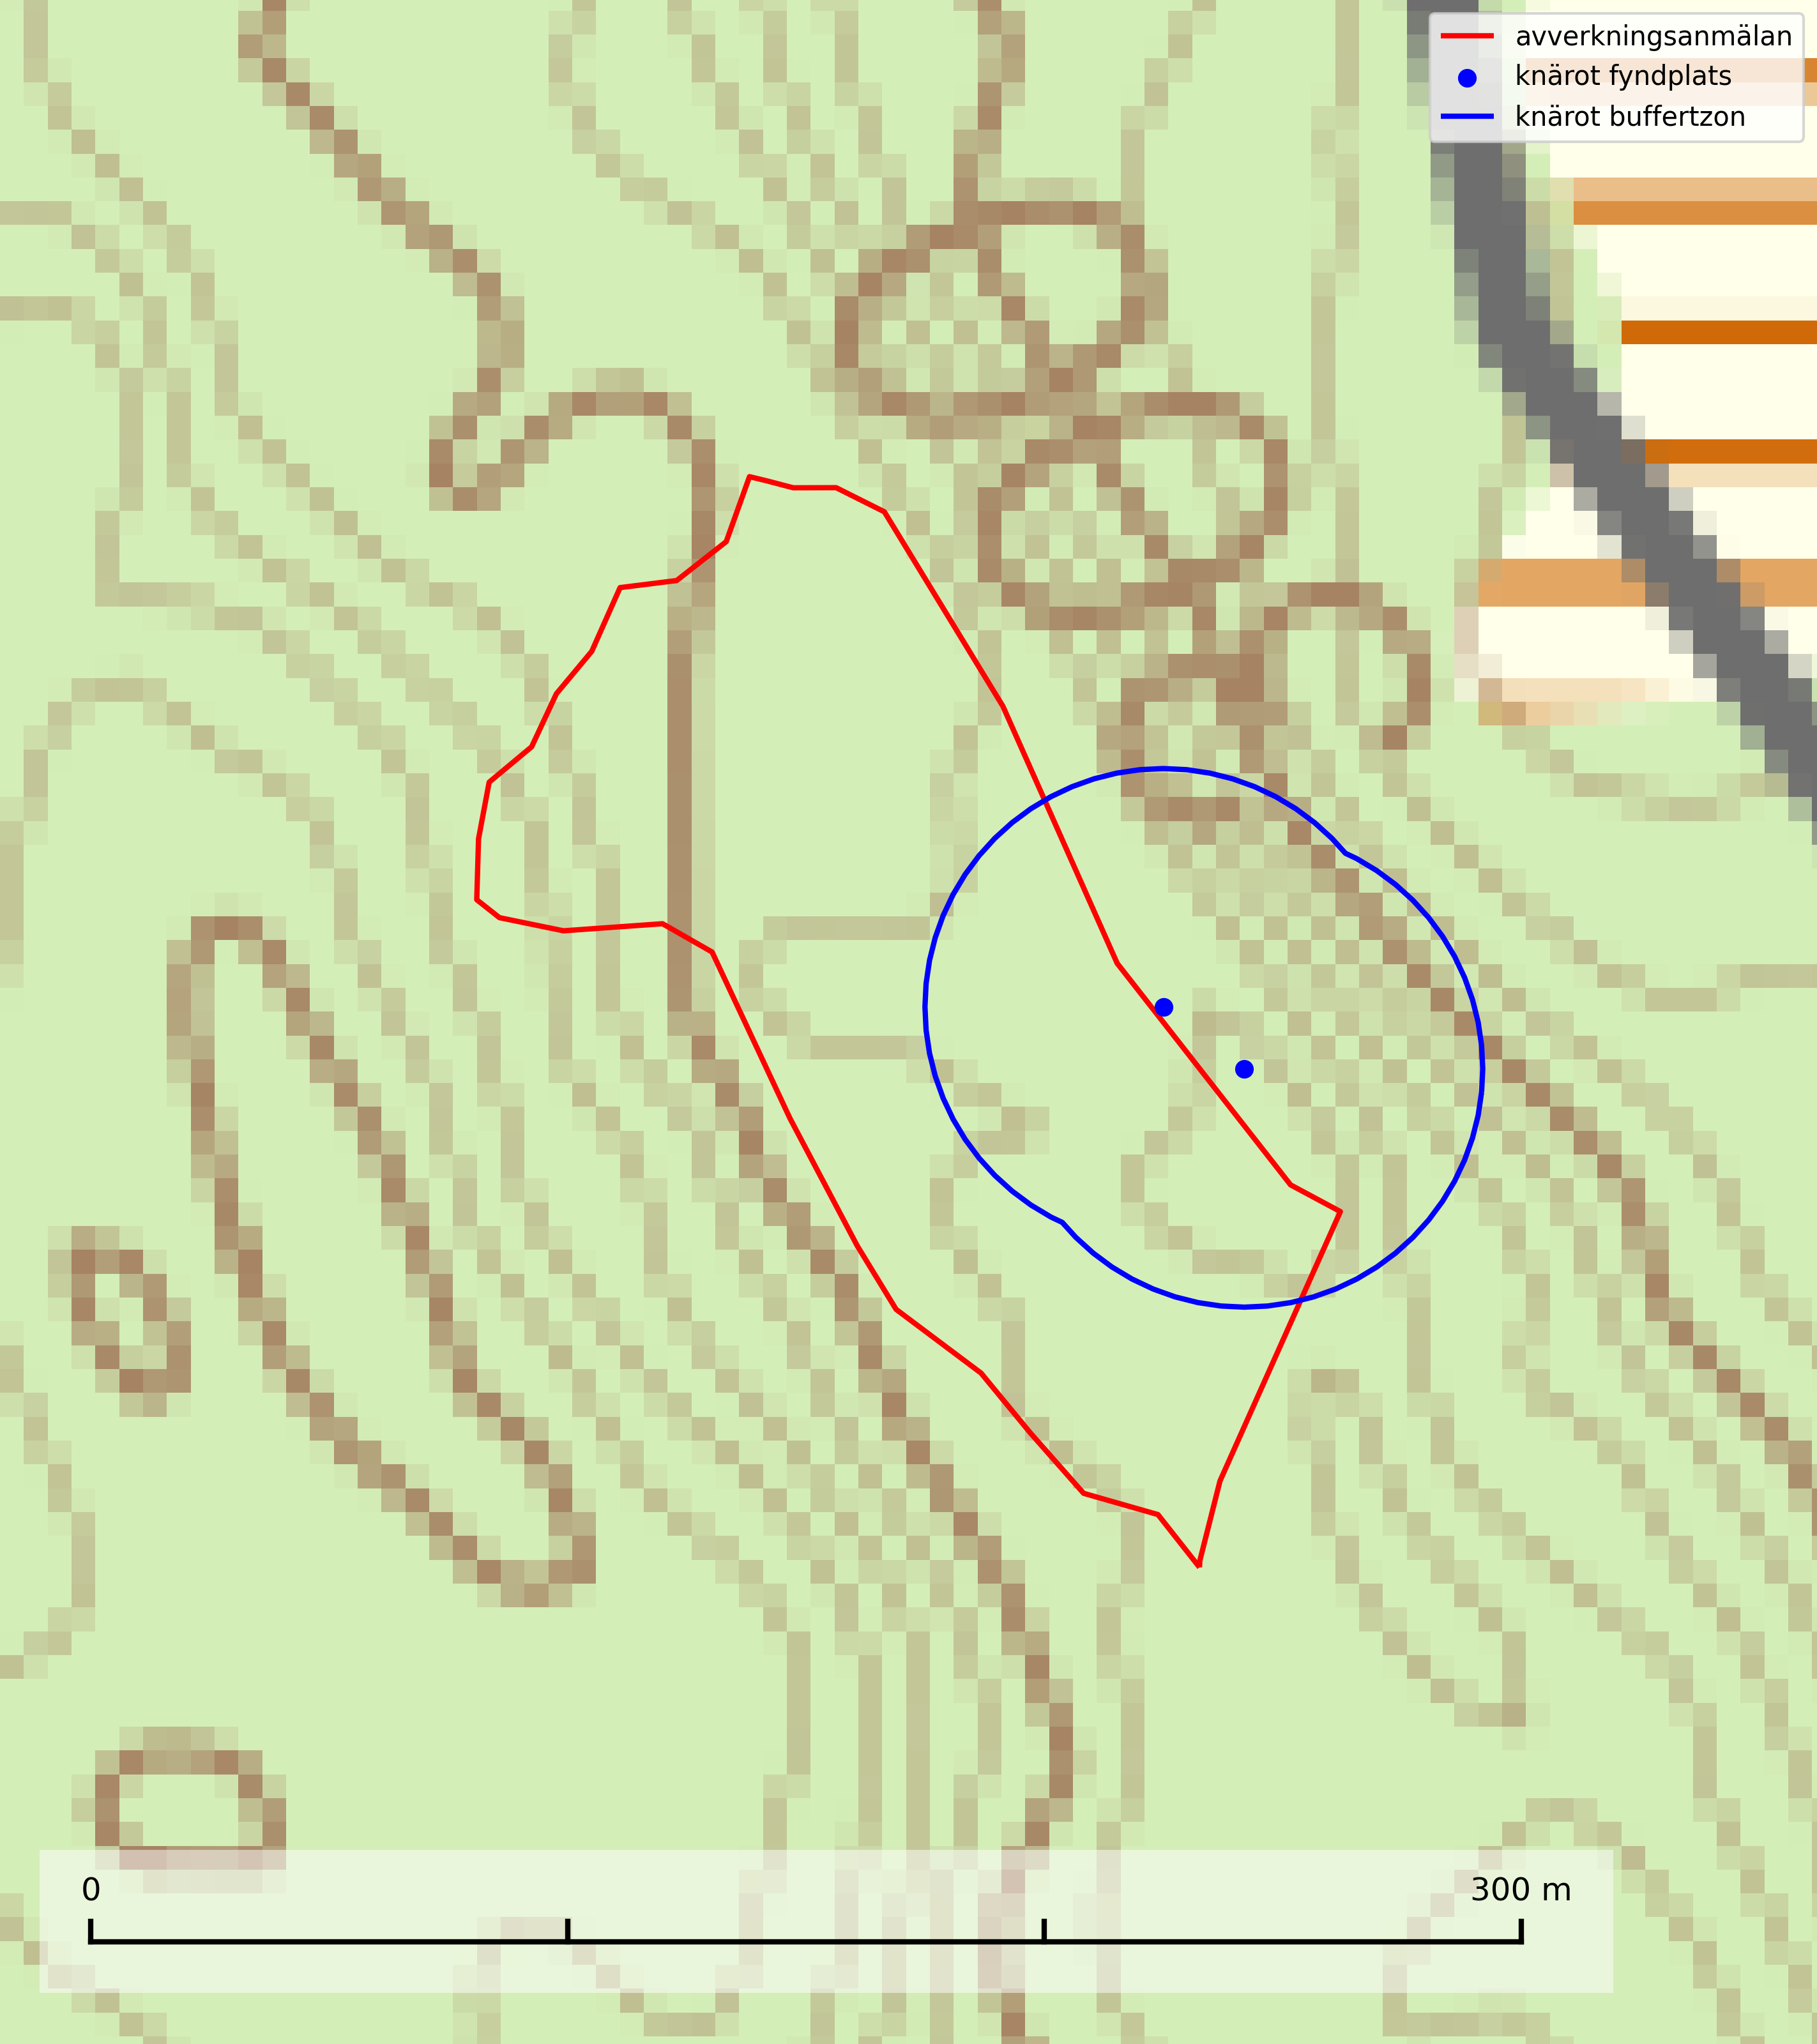 avverkningsanmälan
knärot fyndplats
knärot buffertzon
0
300 m